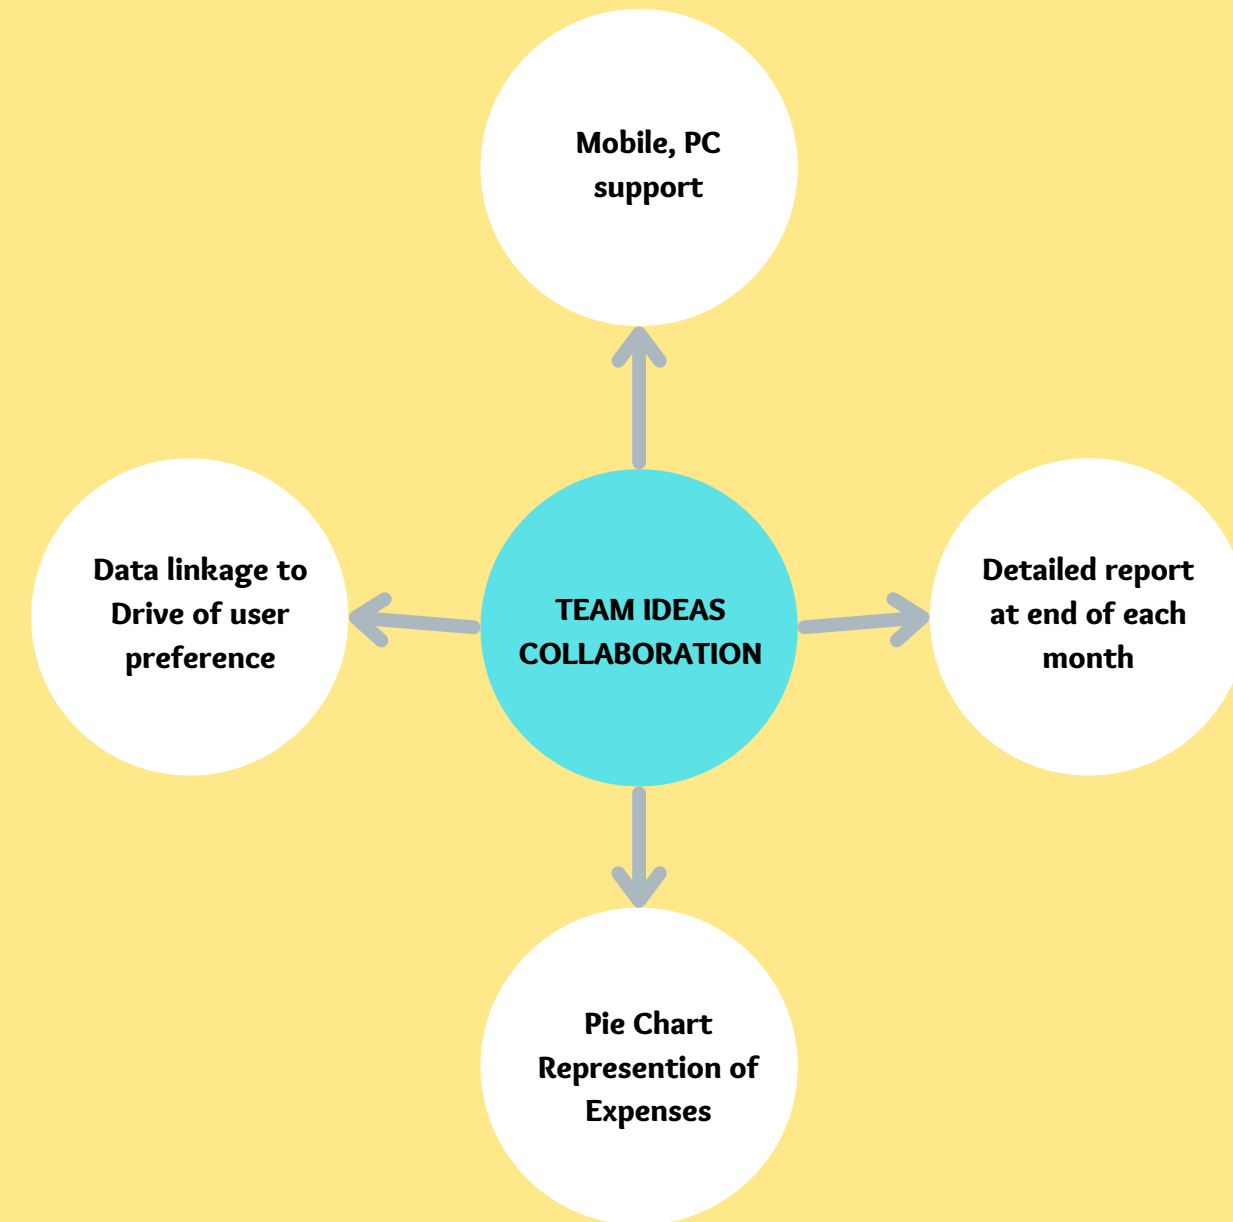 Mobile, PC
support
Data linkage to
Drive of user
preference
TEAM IDEAS
COLLABORATION
Detailed report
at end of each
month
Pie Chart
Represention of
Expenses